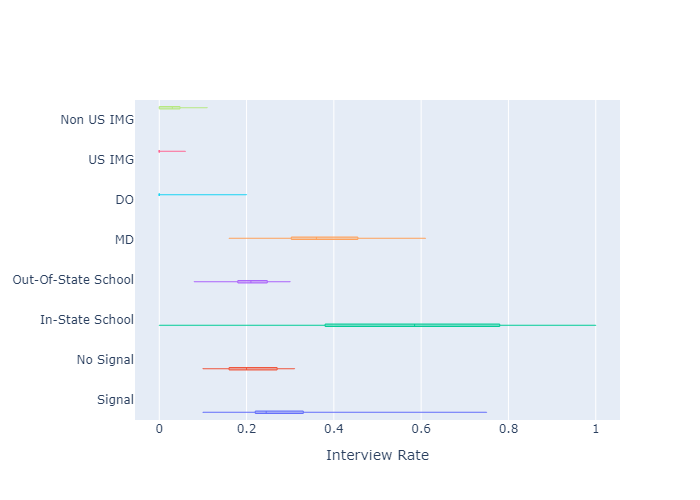 Non US IMG
US IMG
DO
MD
Out-Of-State School
In-State School
No Signal
Signal
0 0.2 0.4 0.6 0.8 1
Interview Rate